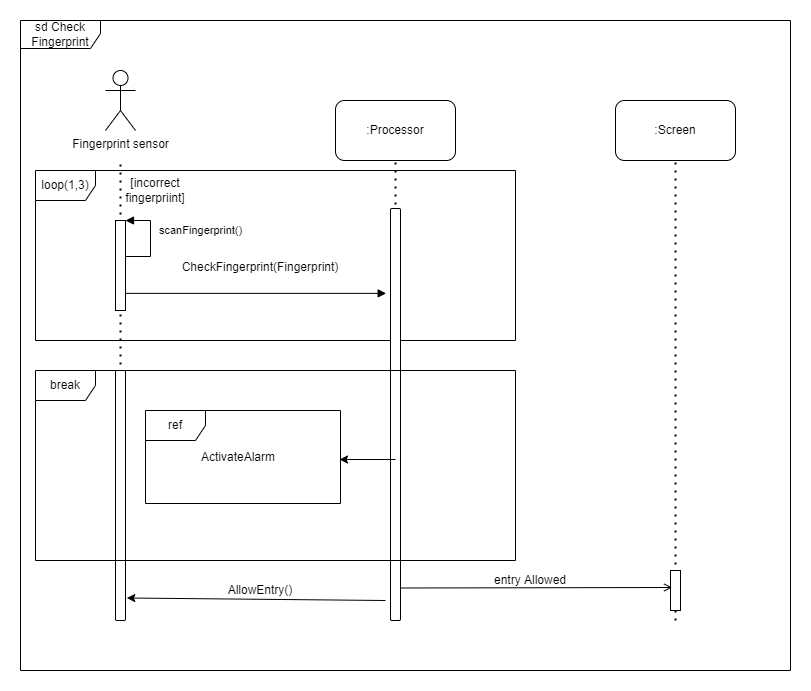 sd Check
Fingerprint
Fingerprint sensor
:Processor
:Screen
loop(1,3)
[incorrect
fingerpriint]
scanFingerprint()
CheckFingerprint(Fingerprint)
break
ref
ActivateAlarm
entry Allowed
AllowEntry()